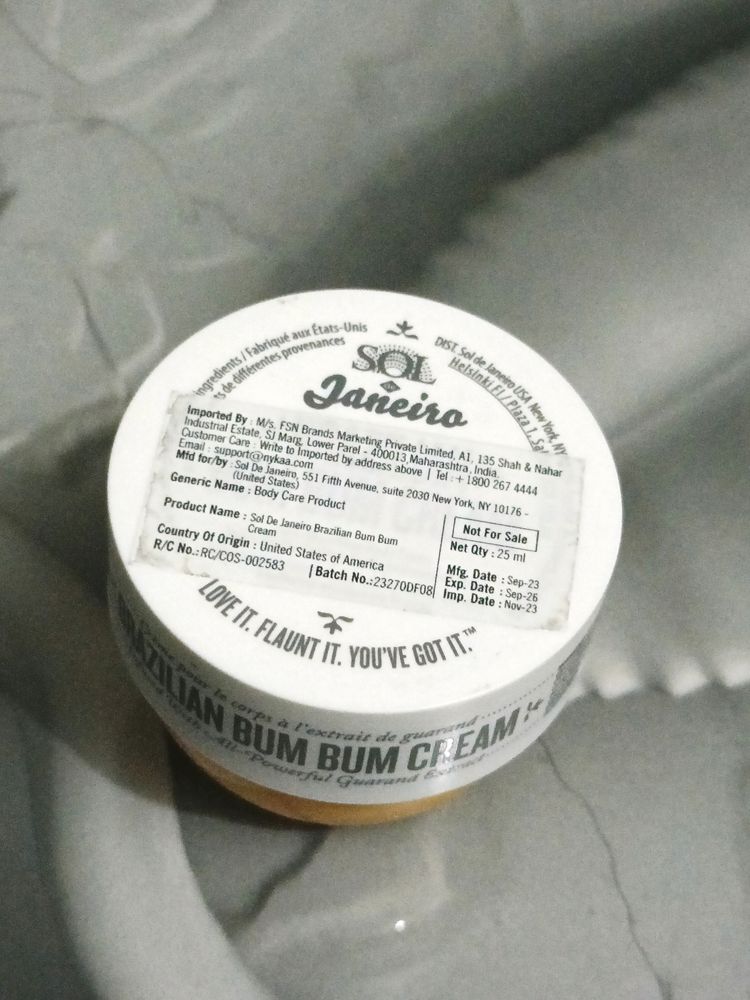 ingredients / Fabriqué aux États-Unis
de différentes provenances
DIST. Sol de Janeiro USA New York, NY
Helsinki FI / Plaza 1,
SOL
DE
Janeiro
Imported By : M/s. FSN Brands Marketing Private Limited, A1, 135 Shah & Nahar
Industrial Estate, SJ Marg, Lower Parel - 400013,Maharashtra, India.
Customer Care : Write to Imported by address above | Tel : + 1800 267 4444
Email : support@nykaa.com
Mfd for/by : Sol De Janeiro, 551 Fifth Avenue, suite 2030 New York, NY 10176 -
(United States)
Generic Name : Body Care Product
Product Name : Sol De Janeiro Brazilian Bum Bum
Cream
Country Of Origin : United States of America
R/C No.:RC/COS-002583 | Batch No.:23270DF08
Not For Sale
Net Qty : 25 ml
Mfg. Date : Sep-23
Exp. Date : Sep-26
Imp. Date : Nov-23
LOVE IT. FLAUNT IT. YOU'VE GOT IT.™
Crème pour le corps à l'extrait de guarana
BRAZILIAN BUM BUM CREAM
All-Powerful Guaraná Extract